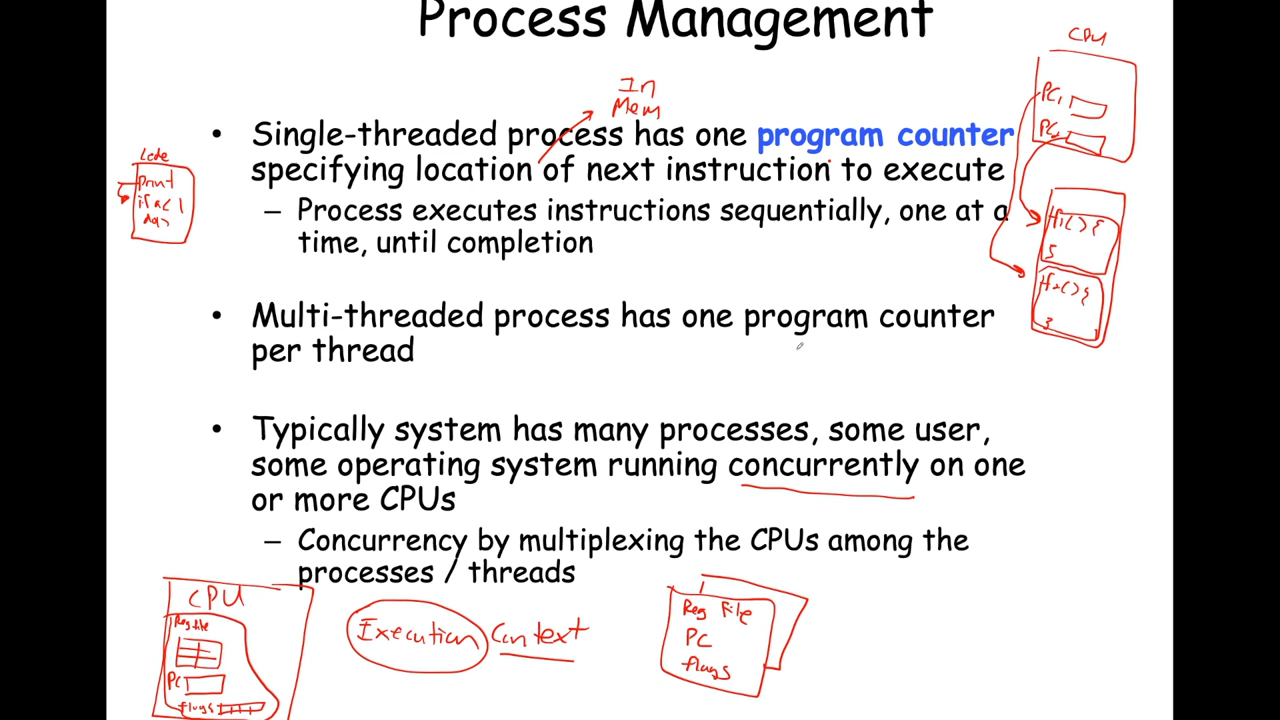 Process Management
CPU
In
Mem
• Single-threaded process has one program counter
specifying location of next instruction to execute
PC1
PC2
Code
print
– Process executes instructions sequentially, one at a
time, until completion
f1(){
f2(){
}
• Multi-threaded process has one program counter
per thread
• Typically system has many processes, some user,
some operating system running concurrently on one
or more CPUs
– Concurrency by multiplexing the CPUs among the
processes / threads
CPU
Reg file
PC
flags
Execution Context
Reg File
PC
flags